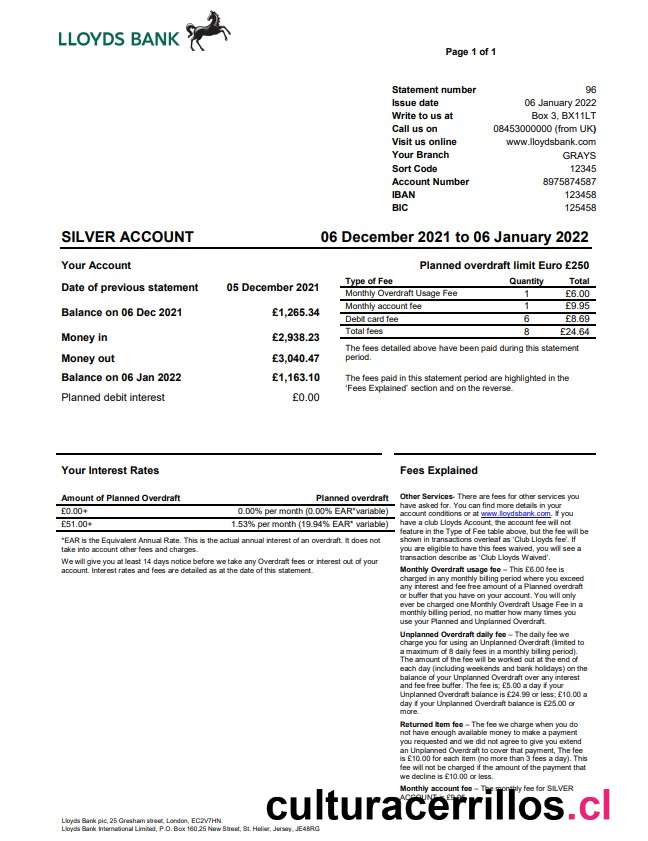 LLOYDS BANK
Page 1 of 1
Statement number 96
Issue date 06 January 2022
Write to us at Box 3, BX11LT
Call us on 08453000000 (from UK)
Visit us online www.lloydsbank.com
Your Branch GRAYS
Sort Code 12345
Account Number 8975874587
IBAN 123458
BIC 125458
SILVER ACCOUNT 06 December 2021 to 06 January 2022
Your Account
Date of previous statement 05 December 2021
Balance on 06 Dec 2021 £1,265.34
Money in £2,938.23
Money out £3,040.47
Balance on 06 Jan 2022 £1,163.10
Planned debit interest £0.00
Planned overdraft limit Euro £250
Type of Fee Quantity Total
Monthly Overdraft Usage Fee 1 £6.00
Monthly account fee 1 £9.95
Debit card fee 6 £8.69
Total fees 8 £24.64
The fees detailed above have been paid during this statement
period.
The fees paid in this statement period are highlighted in the
‘Fees Explained’ section and on the reverse.
Your Interest Rates
Amount of Planned Overdraft Planned overdraft
£0.00+ 0.00% per month (0.00% EAR*variable)
£51.00+ 1.53% per month (19.94% EAR* variable)
*EAR is the Equivalent Annual Rate. This is the actual annual interest of an overdraft. It does not
take into account other fees and charges.
We will give you at least 14 days notice before we take any Overdraft fees or interest out of your
account. Interest rates and fees are detailed as at the date of this statement.
Fees Explained
Other Services- There are fees for other services you
have asked for. You can find more details in your
account conditions or at www.lloydsbank.com. If you
have a club Lloyds Account, the account fee will not
feature in the Type of Fee table above, but the fee will be
shown in transactions overleaf as ‘Club Lloyds fee’. If
you are eligible to have this fees waived, you will see a
transaction describe as ‘Club Lloyds Waived’.
Monthly Overdraft usage fee – This £6.00 fee is
charged in any monthly billing period where you exceed
any interest and fee free amount of a Planned overdraft
or buffer that you have on your account. You will only
ever be charged one Monthly Overdraft Usage Fee in a
monthly billing period, no matter how many times you
use your Planned and Unplanned Overdraft.
Unplanned Overdraft daily fee – The daily fee we
charge you for using an Unplanned Overdraft (limited to
a maximum of 8 daily fees in a monthly billing period).
The amount of the fee will be worked out at the end of
each day (including weekends and bank holidays) on the
balance of your Unplanned Overdraft over any interest
and fee free buffer. The fee is; £5.00 a day if your
Unplanned Overdraft balance is £24.99 or less; £10.00 a
day if your Unplanned Overdraft balance is £25.00 or
more.
Returned Item fee – The fee we charge when you do
not have enough available money to make a payment
you requested and we did not agree to give you extend
an Unplanned Overdraft to cover that payment, The fee
is £10.00 for each item (no more than 3 fees a day). This
fee will not be charged if the amount of the payment that
we decline is £10.00 or less.
Monthly account fee – The monthly fee for SILVER
ACCOUNT is £9.95
culturacerrillos.cl
Lloyds Bank plc, 25 Gresham street, London, EC2V7HN.
Lloyds Bank International Limited, P.O. Box 160,25 New Street, St. Helier, Jersey, JE48RG